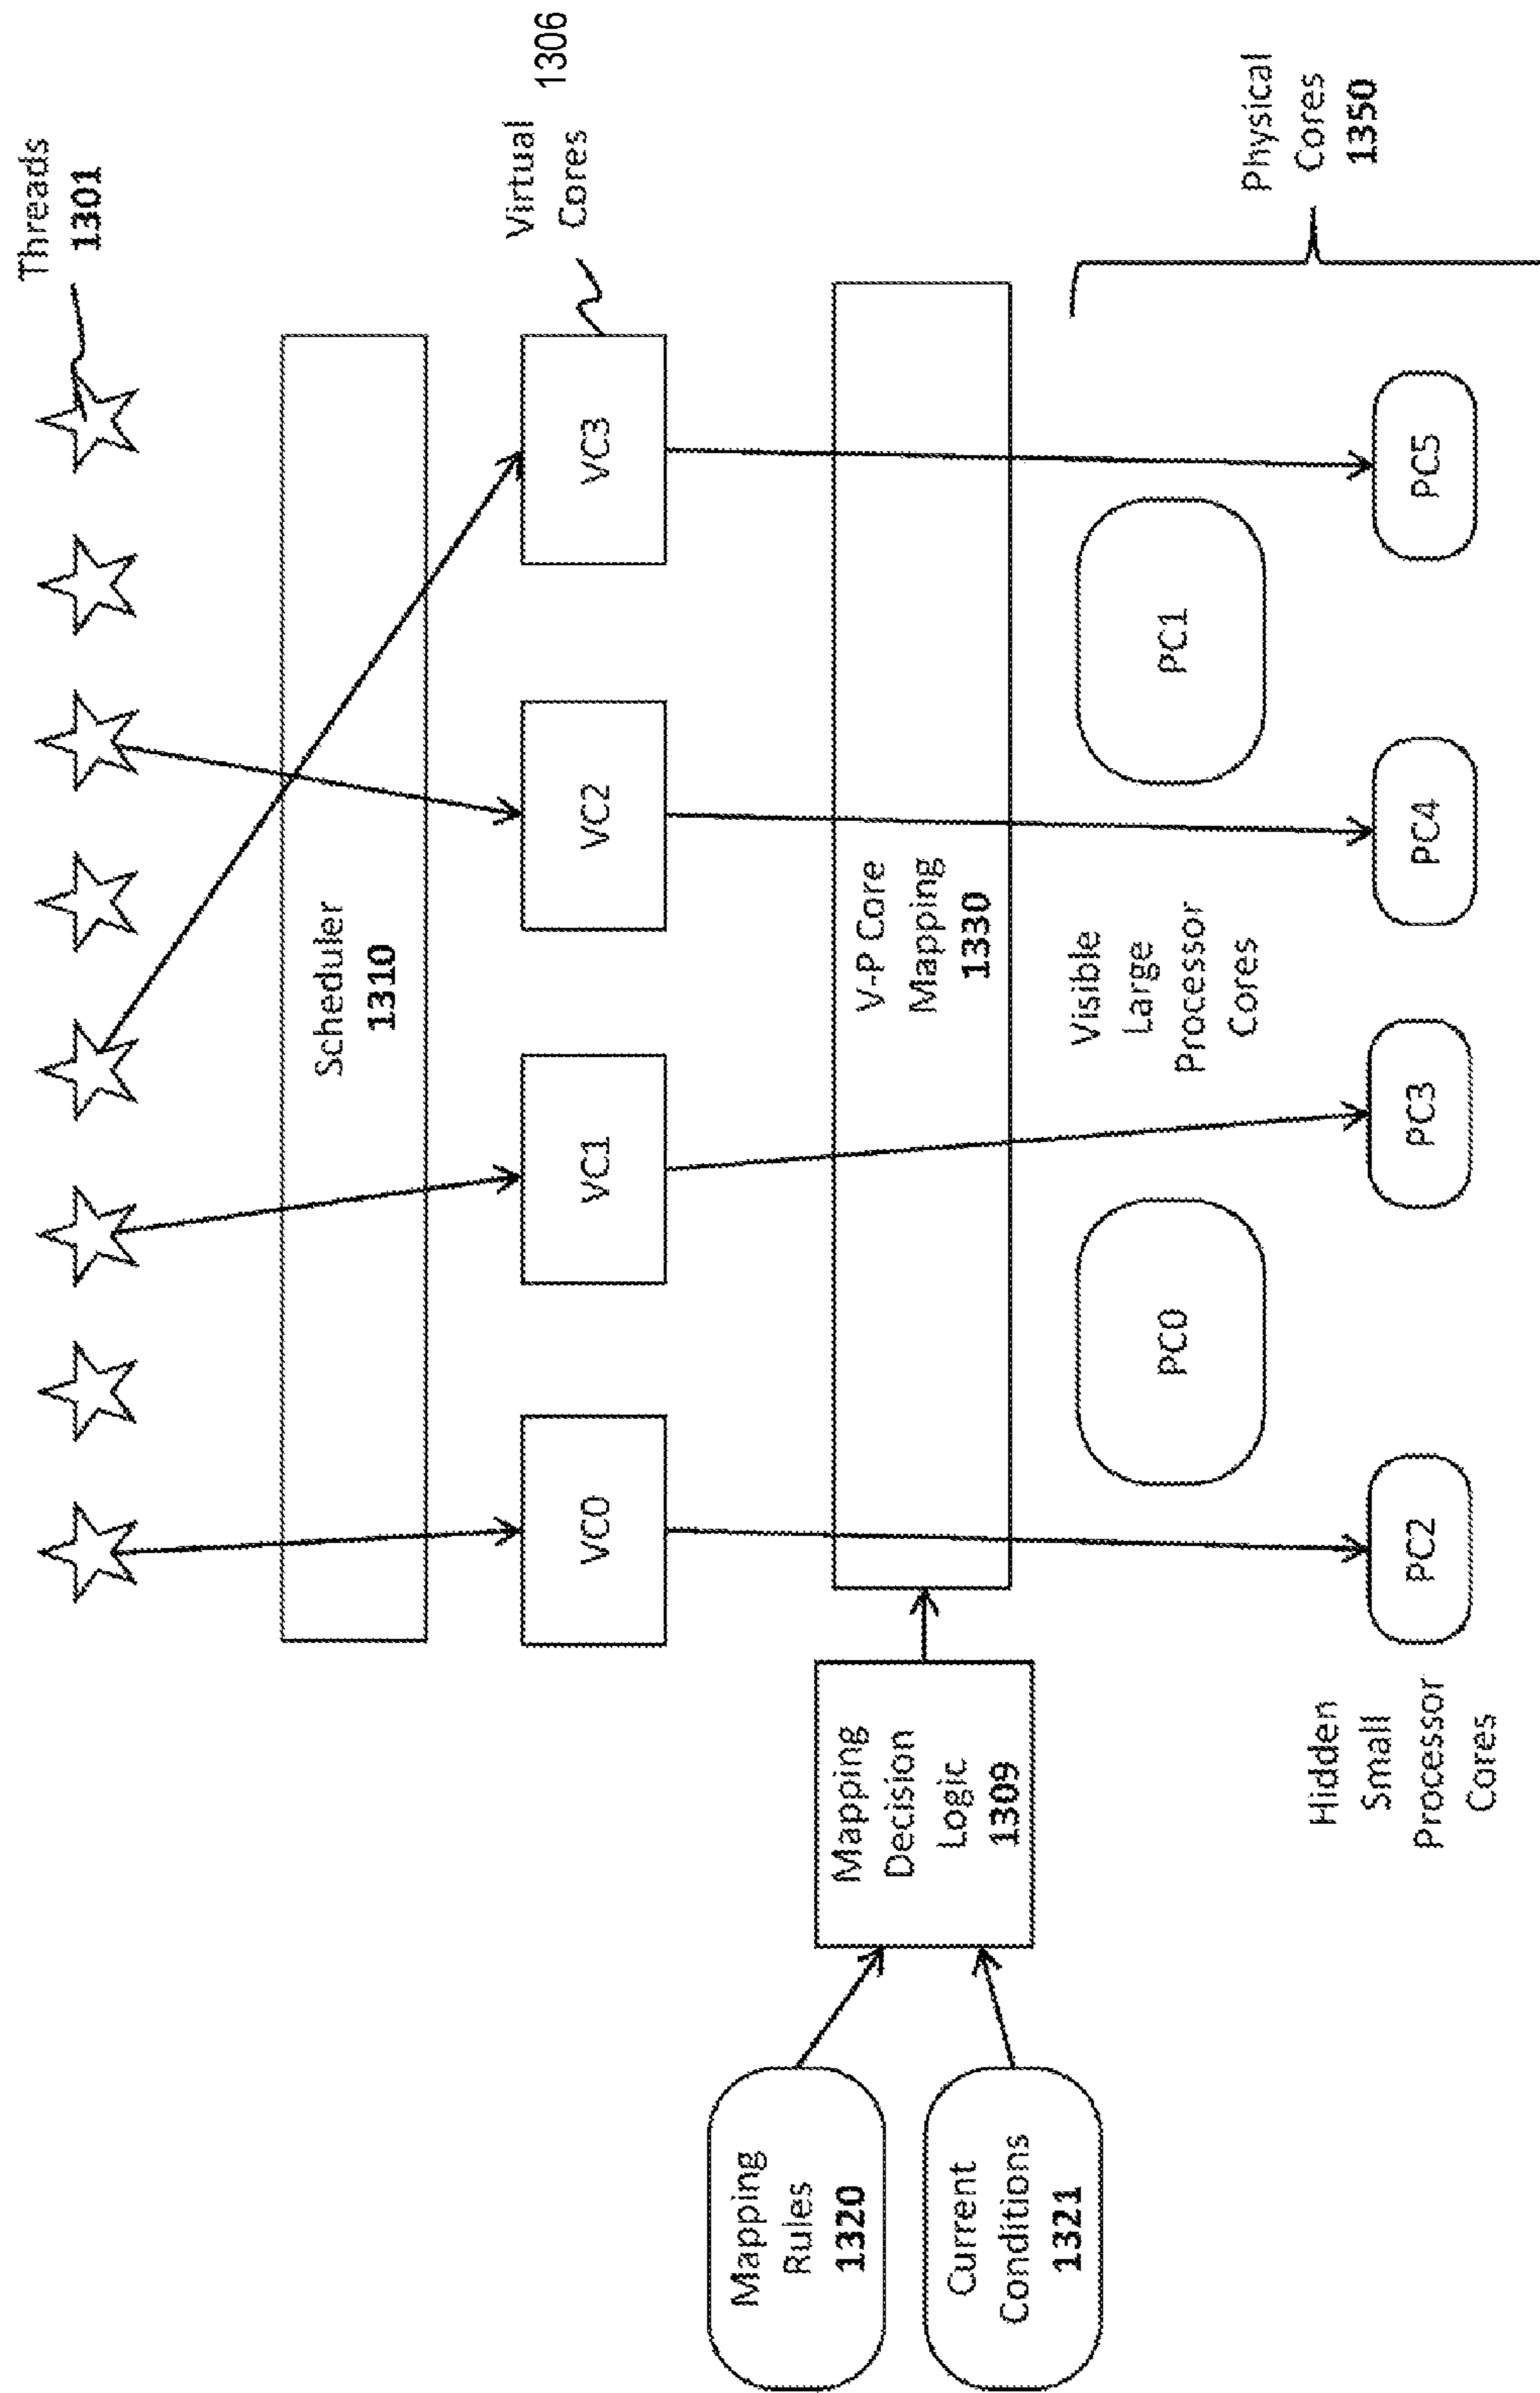 Threads
1301
Scheduler
1310
VC0
VC1
VC2
VC3
Virtual
Cores
1306
Mapping
Rules
1320
Current
Conditions
1321
Mapping
Decision
Logic
1309
V-P Core
Mapping
1330
Visible
Large
Processor
Cores
PC0
PC1
Physical
Cores
1350
Hidden
Small
Processor
Cores
PC2
PC3
PC4
PC5